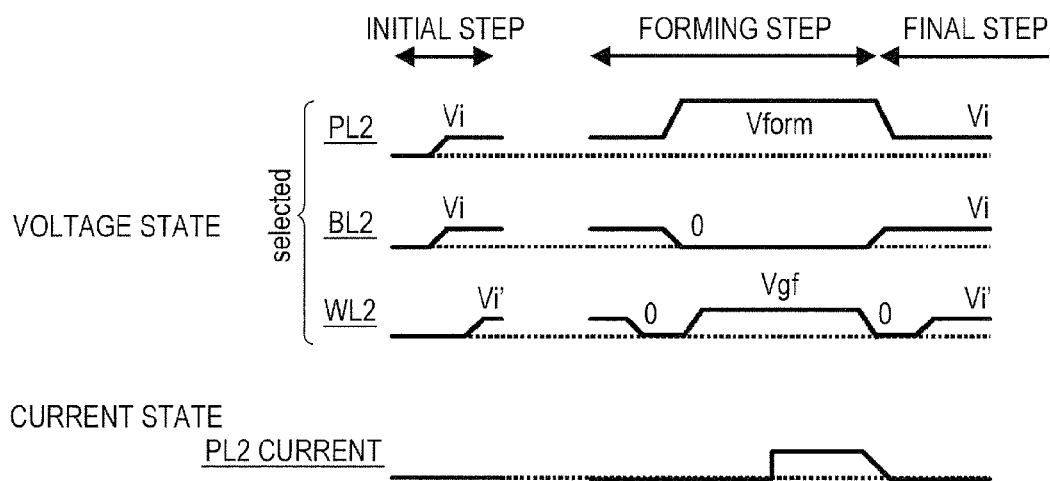 INITIAL STEP FORMING STEP FINAL STEP
Vi Vform Vi
PL2
Vi 0 Vi
BL2
VOLTAGE STATE
selected
Vi' 0 Vgf 0 Vi'
WL2
CURRENT STATE
PL2 CURRENT